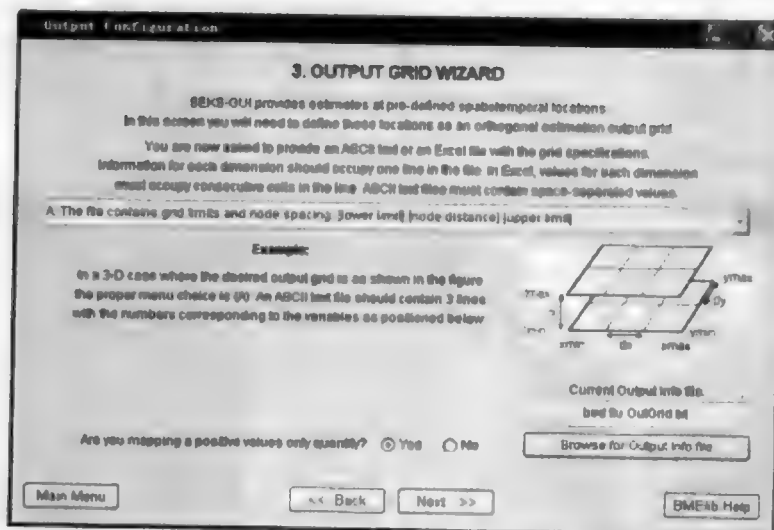 Output Configuration
3. OUTPUT GRID WIZARD
SEKS-GUI provides estimates at pre-defined spatiotemporal locations
In this screen you will need to define these locations as an orthogonal estimation output grid
You are now asked to provide an ASCII text or an Excel file with the grid specifications.
Information for each dimension should occupy one line in the file. In Excel, values for each dimension
must occupy consecutive cells in the line. ASCII text files must contain space-separated values.
A. The file contains grid limits and node spacing: [lower limit] [node distance] [upper limit]
Example:
In a 3-D case where the desired output grid is as shown in the figure
the proper menu choice is (A). An ASCII text file should contain 3 lines
with the numbers corresponding to the variables as positioned below
ymax
Dy
ymin
xmin
dx
xmax
Current Output Info file.
OutGrid txt
Are you mapping a positive values only quantity? Yes No
Browse for Output Info file
Main Menu
<< Back
Next >>
BMElib Help